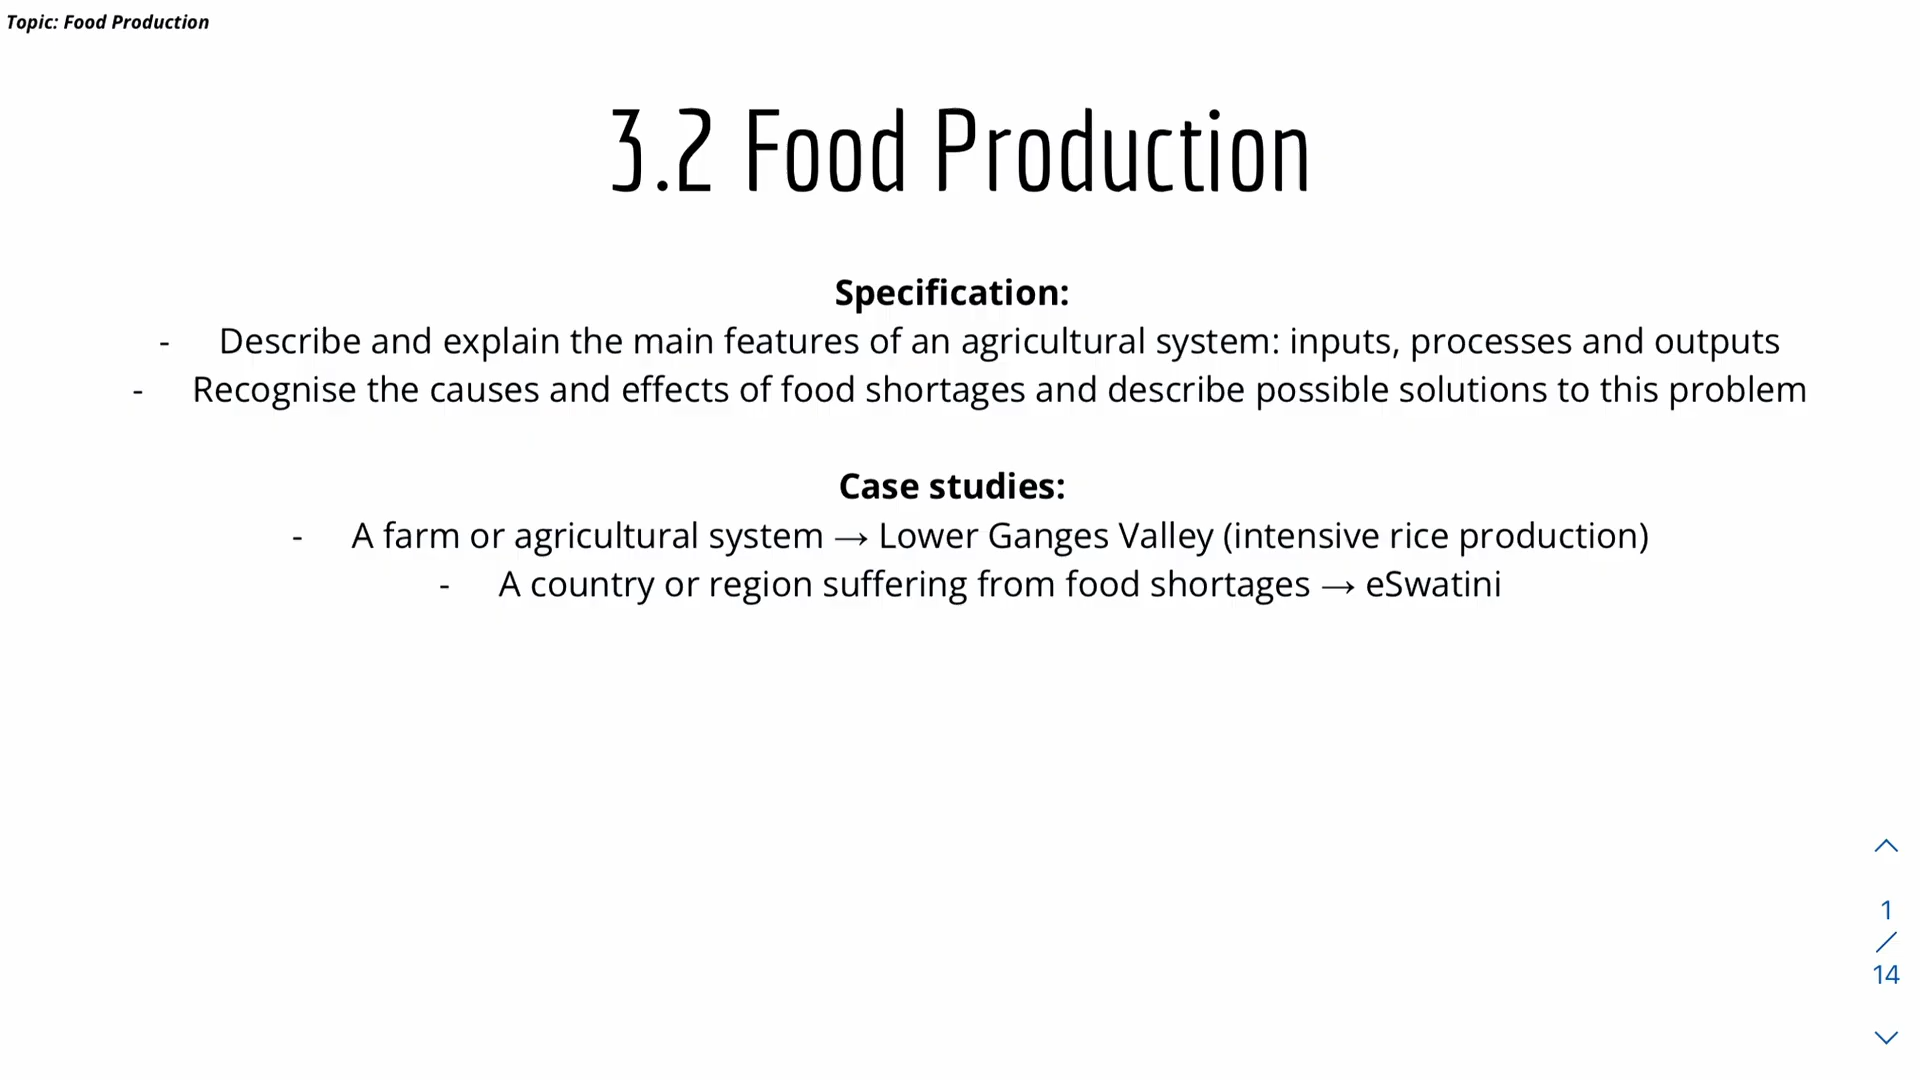 Topic: Food Production
3.2 Food Production
Specification:
- Describe and explain the main features of an agricultural system: inputs, processes and outputs
- Recognise the causes and effects of food shortages and describe possible solutions to this problem
Case studies:
- A farm or agricultural system → Lower Ganges Valley (intensive rice production)
- A country or region suffering from food shortages → eSwatini
1
/
14